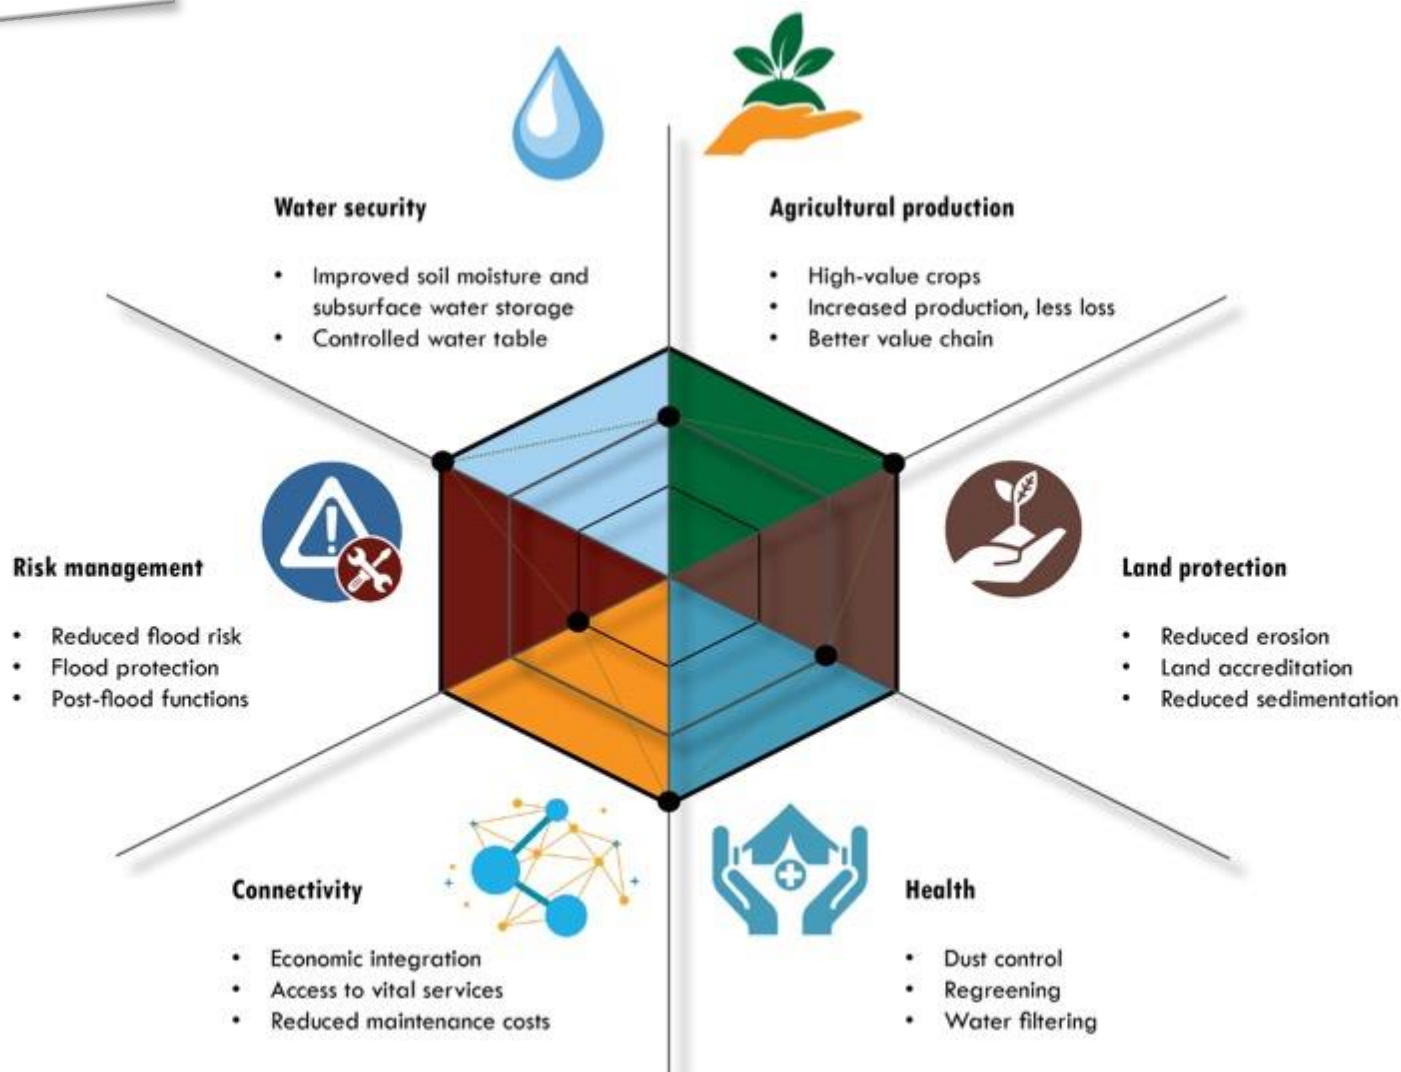 Water security
• Improved soil moisture and
subsurface water storage
• Controlled water table
Agricultural production
• High-value crops
• Increased production, less loss
• Better value chain
Risk management
• Reduced flood risk
• Flood protection
• Post-flood functions
Land protection
• Reduced erosion
• Land accreditation
• Reduced sedimentation
Connectivity
• Economic integration
• Access to vital services
• Reduced maintenance costs
Health
• Dust control
• Regreening
• Water filtering